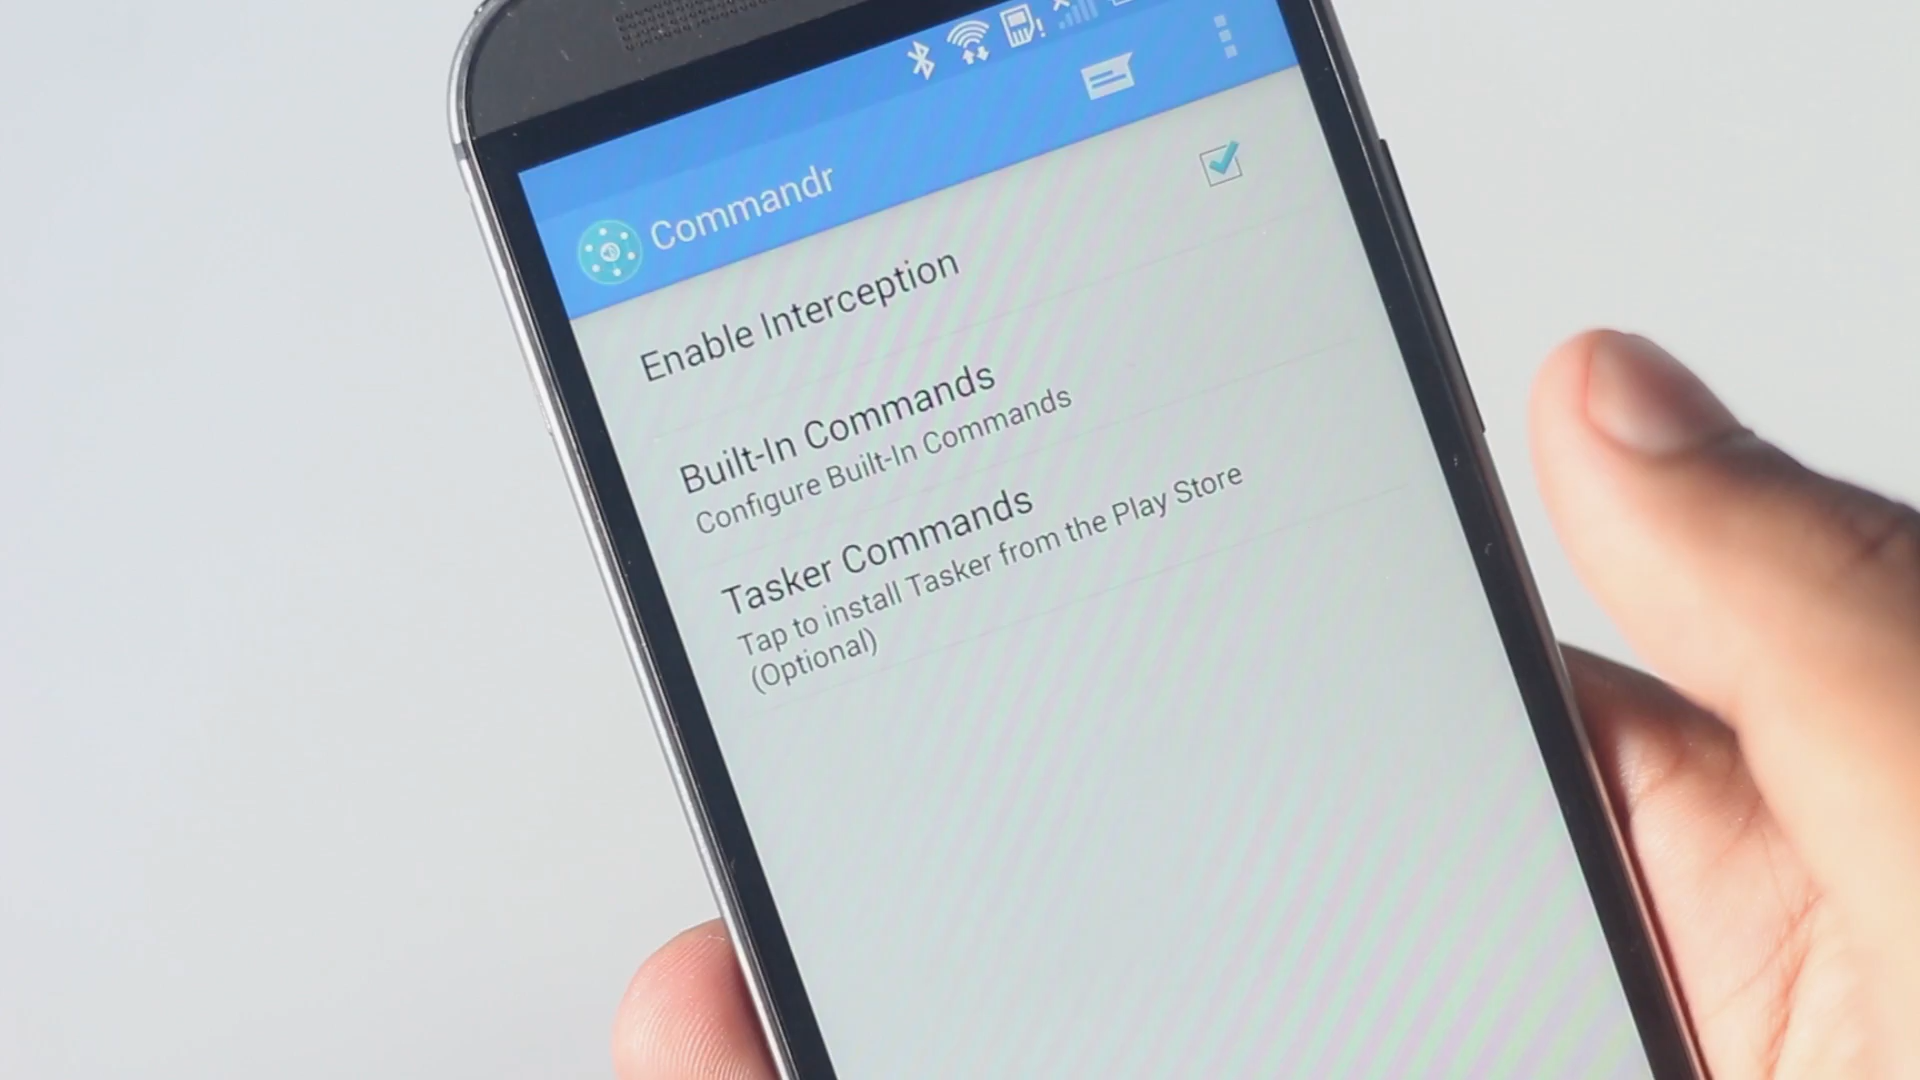 Commandr
Enable Interception
Built-In Commands
Configure Built-In Commands
Tasker Commands
Tap to install Tasker from the Play Store
(Optional)